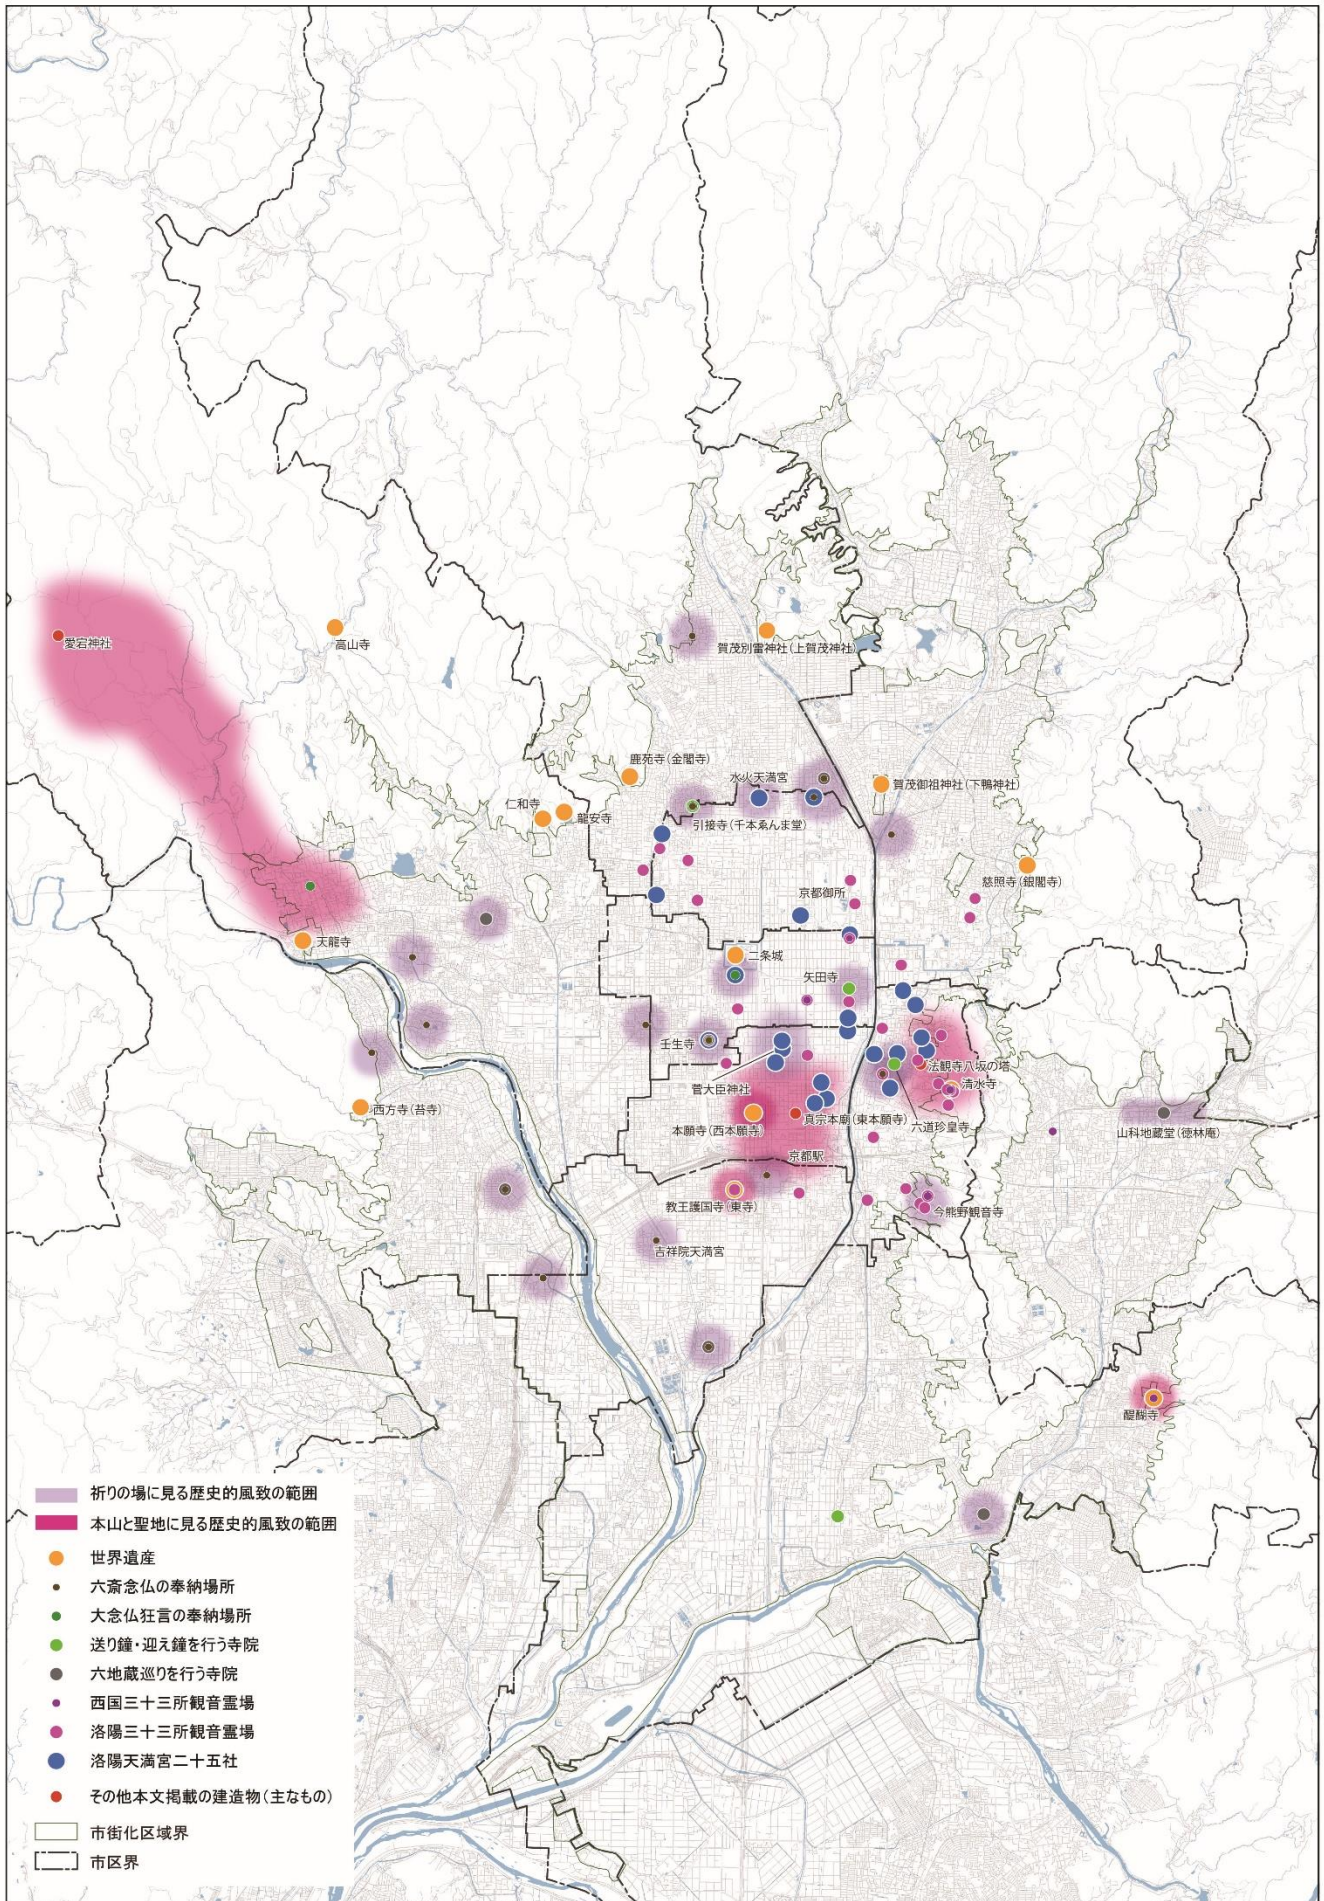 愛宕神社
高山寺
賀茂別雷神社(上賀茂神社)
鹿苑寺(金閣寺)
水火天満宮
賀茂御祖神社(下鴨神社)
仁和寺
龍安寺
引接寺(千本ゑんま堂)
慈照寺(銀閣寺)
京都御所
天龍寺
二条城
矢田寺
壬生寺
法観寺八坂の塔
清水寺
菅大臣神社
西方寺(苔寺)
本願寺(西本願寺)
真宗本廟(東本願寺)
六道珍皇寺
山科地蔵堂(徳林庵)
京都駅
教王護国寺(東寺)
今熊野観音寺
吉祥院天満宮
醍醐寺
祈りの場に見る歴史的風致の範囲
本山と聖地に見る歴史的風致の範囲
世界遺産
六斎念仏の奉納場所
大念仏狂言の奉納場所
送り鐘・迎え鐘を行う寺院
六地蔵巡りを行う寺院
西国三十三所観音霊場
洛陽三十三所観音霊場
洛陽天満宮二十五社
その他本文掲載の建造物(主なもの)
市街化区域界
市区界